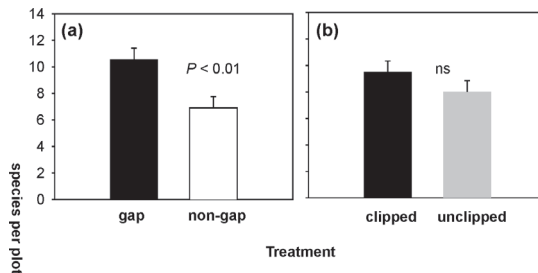 14
12
10
8
6
4
2
0
species per plot
(a)
P < 0.01
gap non-gap
(b)
ns
clipped unclipped
Treatment